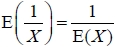 E(1/X) = 1/E(X)